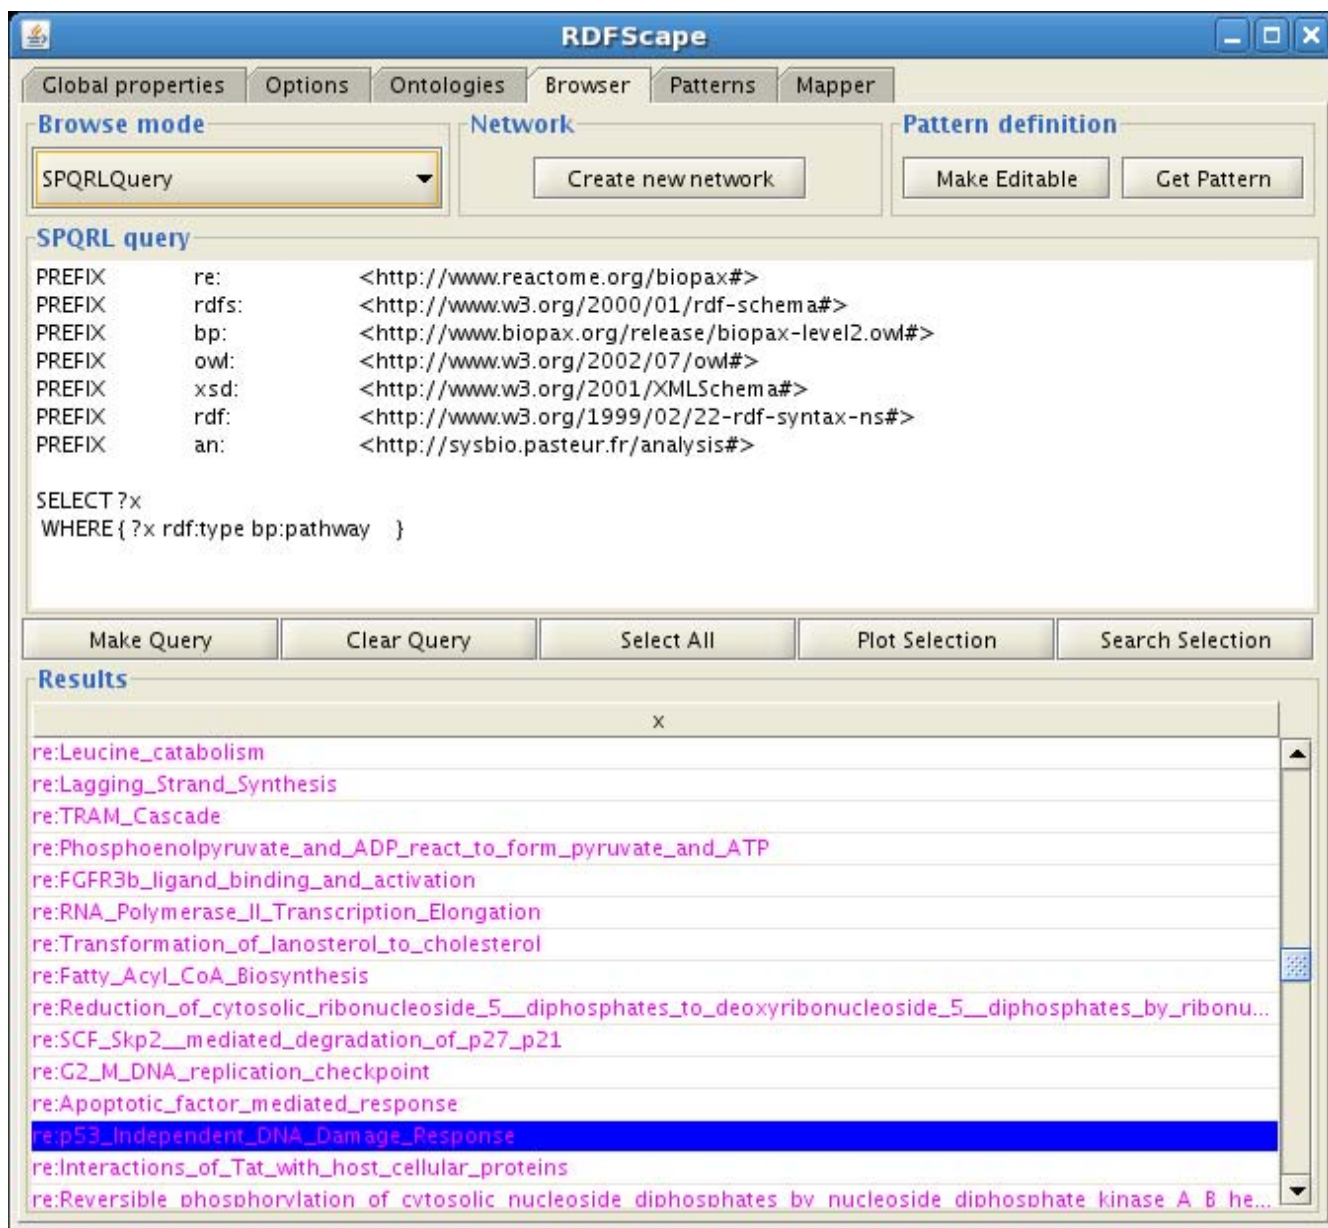 RDFScape
Global properties Options Ontologies Browser Patterns Mapper
Browse mode Network Pattern definition
SPQRLQuery Create new network Make Editable Get Pattern
SPQRL query
PREFIX re: <http://www.reactome.org/biopax#>
PREFIX rdfs: <http://www.w3.org/2000/01/rdf-schema#>
PREFIX bp: <http://www.biopax.org/release/biopax-level2.owl#>
PREFIX owl: <http://www.w3.org/2002/07/owl#>
PREFIX xsd: <http://www.w3.org/2001/XMLSchema#>
PREFIX rdf: <http://www.w3.org/1999/02/22-rdf-syntax-ns#>
PREFIX an: <http://sysbio.pasteur.fr/analysis#>
SELECT ?x
WHERE { ?x rdf:type bp:pathway }
Make Query Clear Query Select All Plot Selection Search Selection
Results
x
re:Leucine_catabolism
re:Lagging_Strand_Synthesis
re:TRAM_Cascade
re:Phosphoenolpyruvate_and_ADP_react_to_form_pyruvate_and_ATP
re:FGFR3b_ligand_binding_and_activation
re:RNA_Polymerase_II_Transcription_Elongation
re:Transformation_of_lanosterol_to_cholesterol
re:Fatty_Acyl_CoA_Biosynthesis
re:Reduction_of_cytosolic_ribonucleoside_5__diphosphates_to_deoxyribonucleoside_5__diphosphates_by_ribonu...
re:SCF_Skp2__mediated_degradation_of_p27_p21
re:G2_M_DNA_replication_checkpoint
re:Apoptotic_factor_mediated_response
re:p53_Independent_DNA_Damage_Response
re:Interactions_of_Tat_with_host_cellular_proteins
re:Reversible_phosphorylation_of_cytosolic_nucleoside_diphosphates_by_nucleoside_diphosphate_kinase_A_B_he...